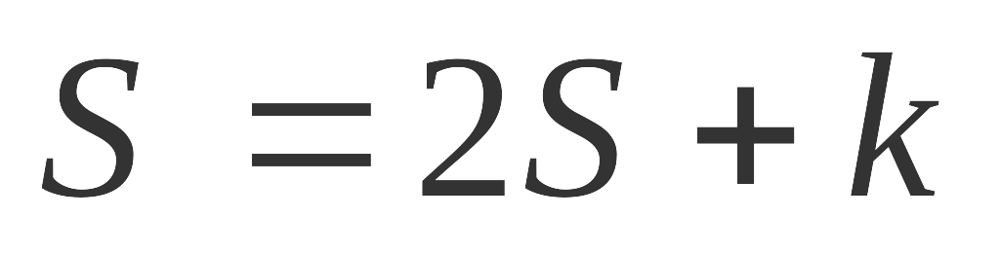 S = 2S + k